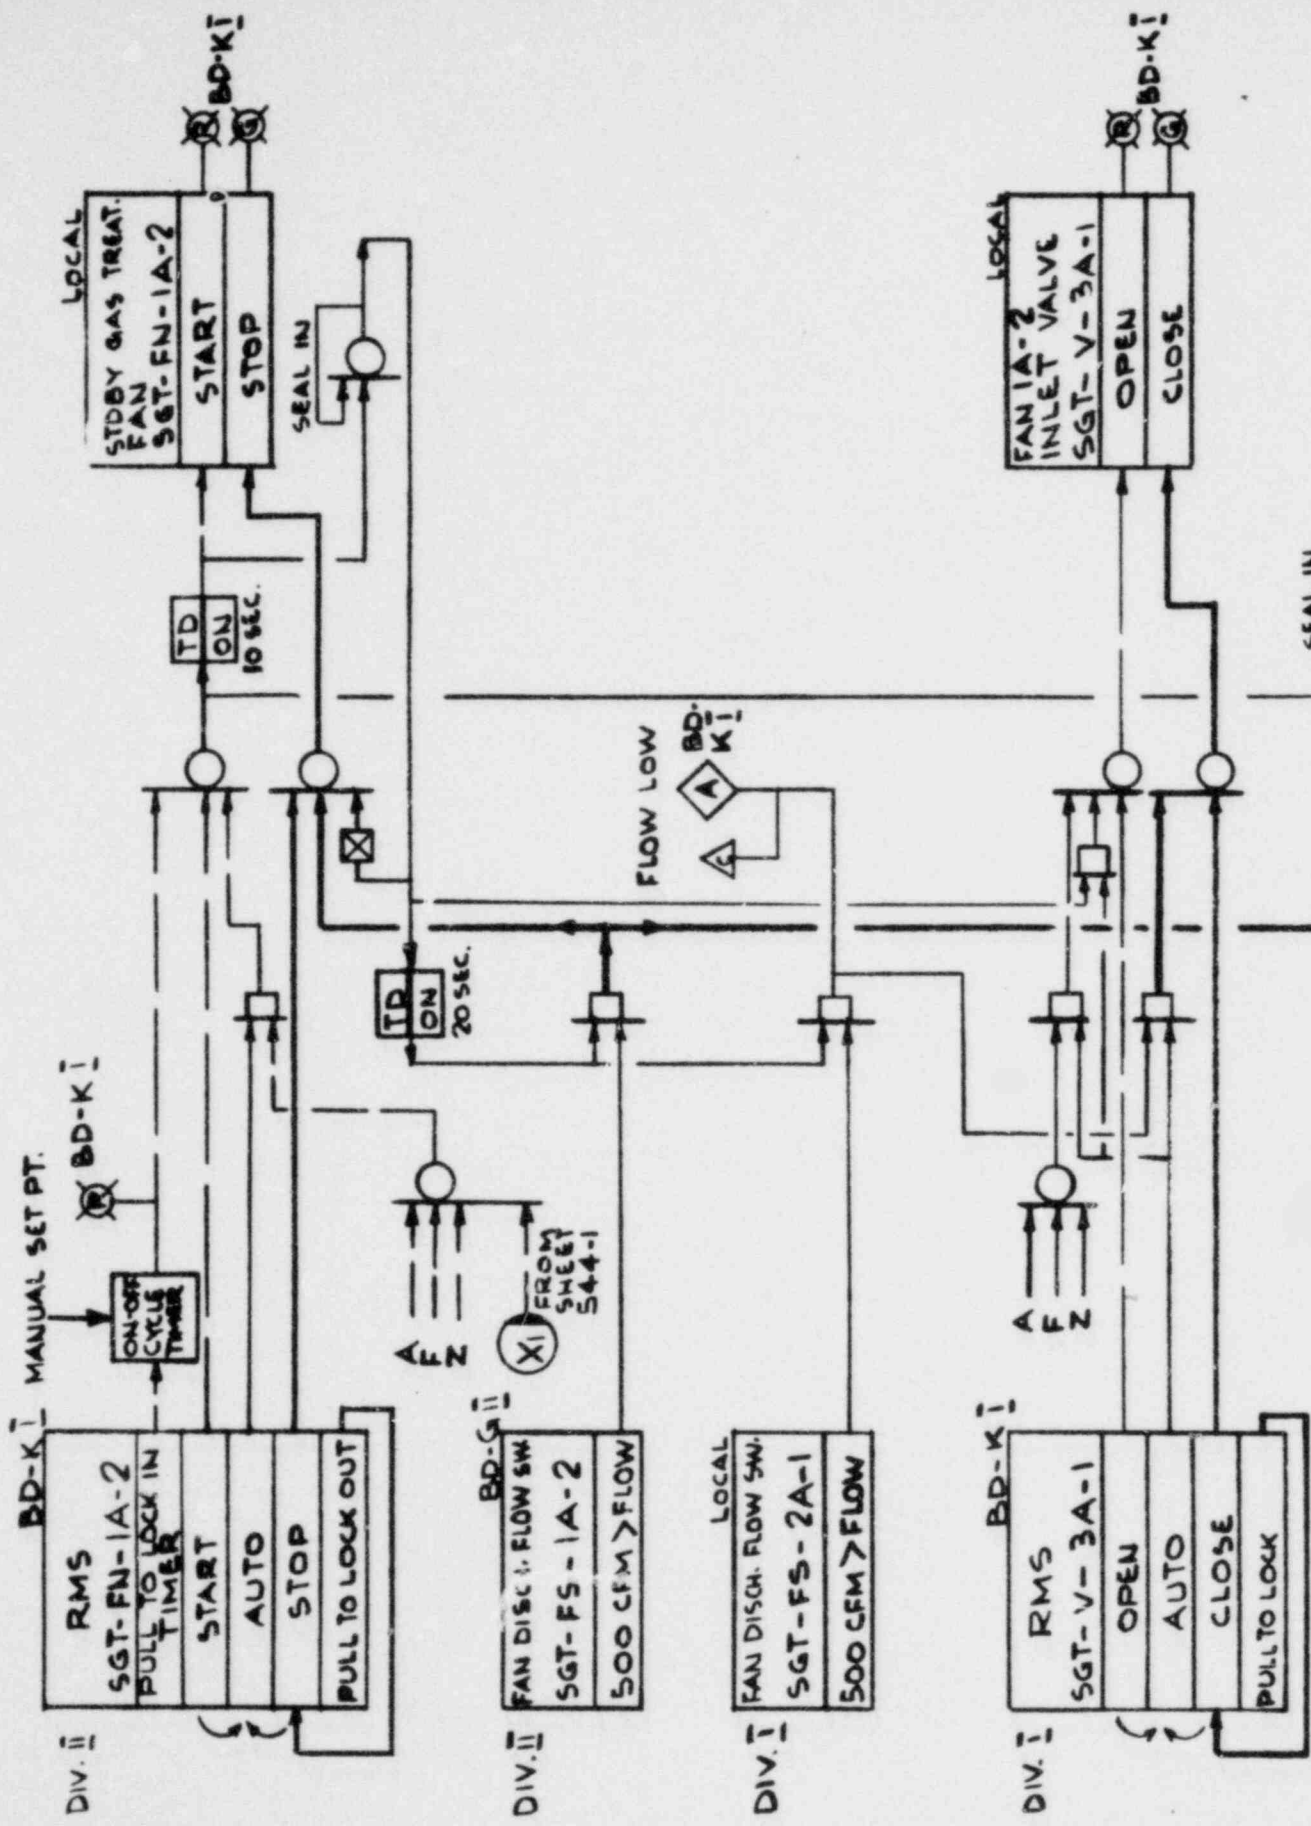 DIV. II
BD-K I
RMS
SGT-FN-1A-2
PULL TO LOCK IN
TIMER
START
AUTO
STOP
PULL TO LOCK OUT
MANUAL SET PT.
ON-OFF
CYCLE
TIMER
R
BD-K I
TD
ON
10 SEC.
LOCAL
STDBY GAS TREAT.
FAN
SGT-FN-1A-2
START
STOP
R
G
BD-K I
SEAL IN
A
F
Z
X1
FROM
SHEET
544-1
TD
ON
20 SEC.
DIV. II
BD-G II
FAN DISCH. FLOW SW.
SGT-FS-1A-2
500 CFM > FLOW
FLOW LOW
A
BD-
K I
C
DIV. I
LOCAL
FAN DISCH. FLOW SW.
SGT-FS-2A-1
500 CFM > FLOW
DIV. I
BD-K I
RMS
SGT-V-3A-1
OPEN
AUTO
CLOSE
PULL TO LOCK
A
F
Z
LOCAL
FAN 1A-2
INLET VALVE
SGT-V-3A-1
OPEN
CLOSE
R
G
BD-K I
SEAL IN